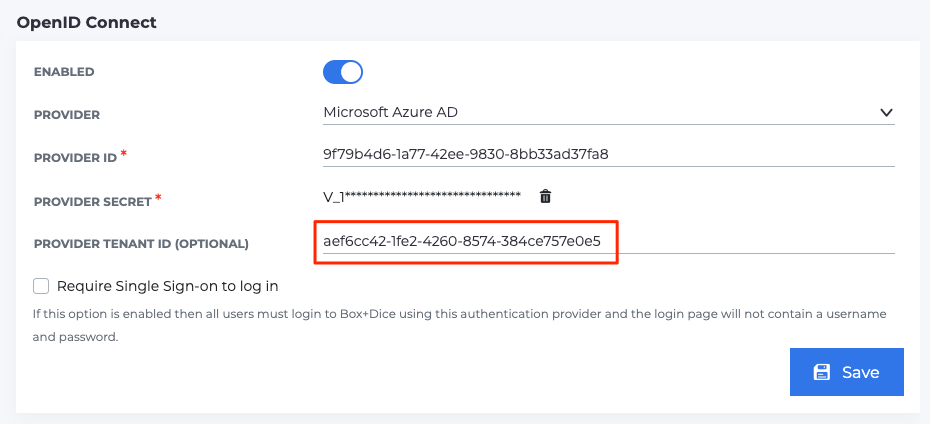 OpenID Connect
ENABLED
PROVIDER Microsoft Azure AD
PROVIDER ID * 9f79b4d6-1a77-42ee-9830-8bb33ad37fa8
PROVIDER SECRET * V_1*******************************
PROVIDER TENANT ID (OPTIONAL) aef6cc42-1fe2-4260-8574-384ce757e0e5
Require Single Sign-on to log in
If this option is enabled then all users must login to Box+Dice using this authentication provider and the login page will not contain a username
and password.
Save